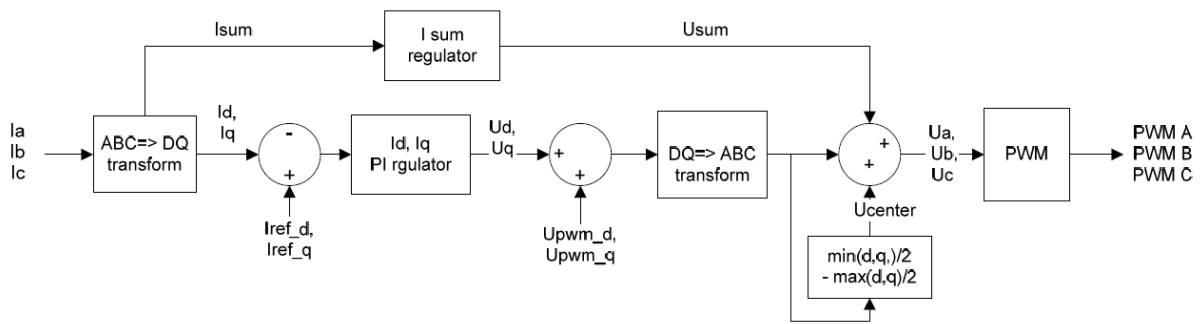 Isum
I sum
regulator
Usum
Ia
Ib
Ic
ABC=> DQ
transform
Id,
Iq
-
+
Iref_d,
Iref_q
Id, Iq
PI rgulator
Ud,
Uq
+
+
Upwm_d,
Upwm_q
DQ=> ABC
transform
+
+
Ucenter
min(d,q,)/2
- max(d,q)/2
Ua,
Ub,
Uc
PWM
PWM A
PWM B
PWM C